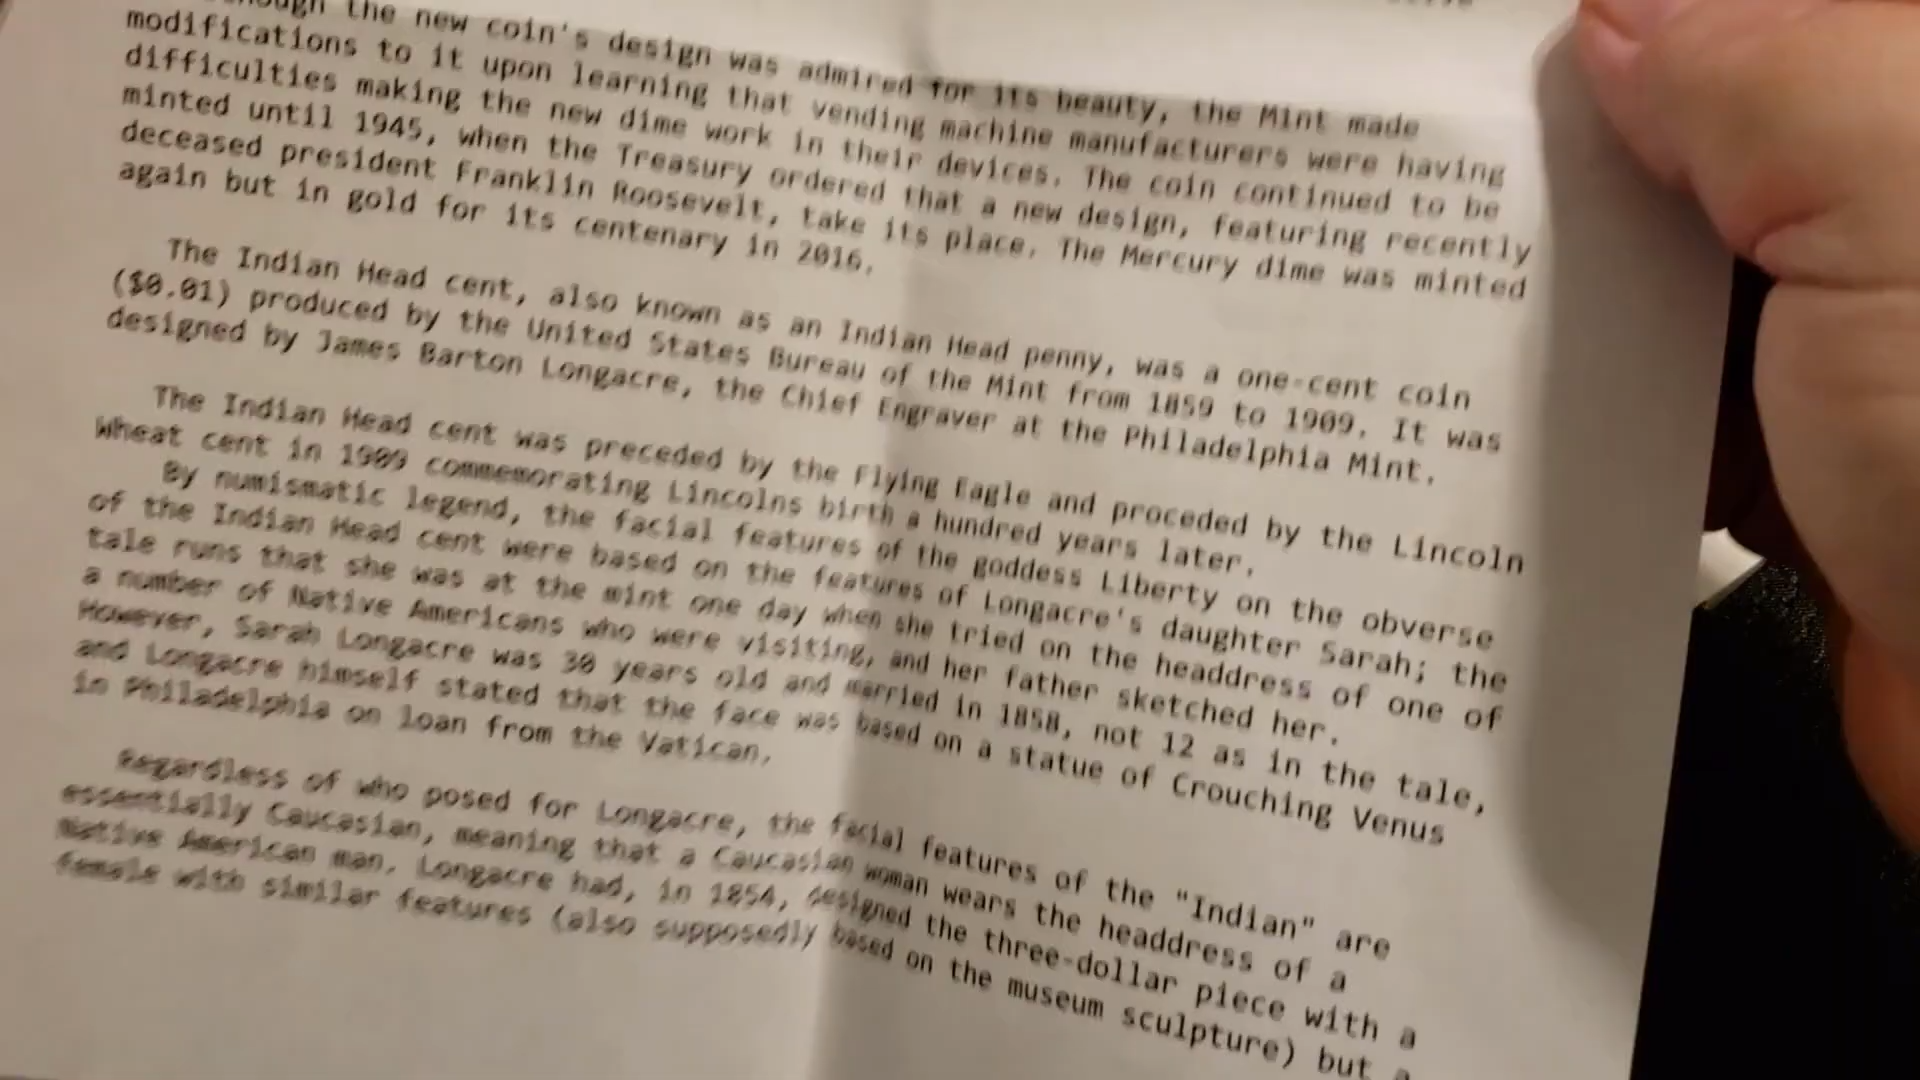 the new coin's design was admired for its beauty, the Mint made
modifications to it upon learning that vending machine manufacturers were having
difficulties making the new dime work in their devices. The coin continued to be
minted until 1945, when the Treasury ordered that a new design, featuring recently
deceased president Franklin Roosevelt, take its place. The Mercury dime was minted
again but in gold for its centenary in 2016.
The Indian Head cent, also known as an Indian Head penny, was a one-cent coin
($0.01) produced by the United States Bureau of the Mint from 1859 to 1909. It was
designed by James Barton Longacre, the Chief Engraver at the Philadelphia Mint.
The Indian Head cent was preceded by the Flying Eagle and proceded by the Lincoln
Wheat cent in 1909 commemorating Lincolns birth a hundred years later.
By numismatic legend, the facial features of the goddess Liberty on the obverse
of the Indian Head cent were based on the features of Longacre's daughter Sarah; the
tale runs that she was at the mint one day when she tried on the headdress of one of
a number of Native Americans who were visiting, and her father sketched her.
However, Sarah Longacre was 30 years old and married in 1858, not 12 as in the tale,
and Longacre himself stated that the face was based on a statue of Crouching Venus
in Philadelphia on loan from the Vatican.
Regardless of who posed for Longacre, the facial features of the "Indian" are
essentially Caucasian, meaning that a Caucasian woman wears the headdress of a
Native American man. Longacre had, in 1854, designed the three-dollar piece with a
female with similar features (also supposedly based on the museum sculpture) but a